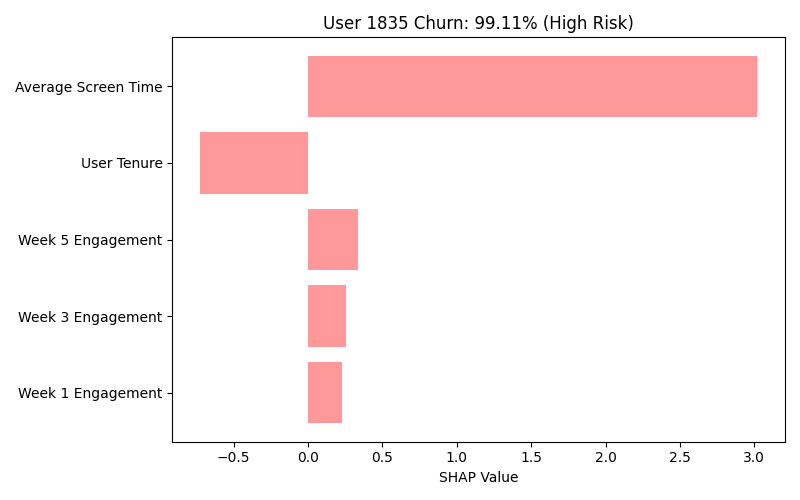 User 1835 Churn: 99.11% (High Risk)
Average Screen Time
User Tenure
Week 5 Engagement
Week 3 Engagement
Week 1 Engagement
−0.5 0.0 0.5 1.0 1.5 2.0 2.5 3.0
SHAP Value